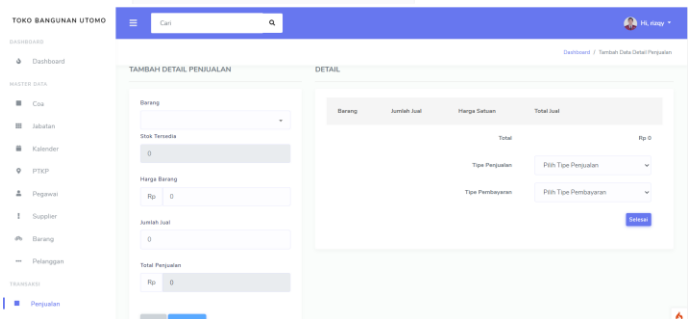 TOKO BANGUNAN UTOMO
Cari
Hi, rizqy
DASHBOARD
Dashboard
MASTER DATA
Coa
Jabatan
Kalender
PTKP
Pegawai
Supplier
Barang
Pelanggan
TRANSAKSI
Penjualan
Dashboard / Tambah Data Detail Penjualan
TAMBAH DETAIL PENJUALAN
Barang
Stok Tersedia
0
Harga Barang
Rp 0
Jumlah Jual
0
Total Penjualan
Rp 0
DETAIL
Barang Jumlah Jual Harga Satuan Total Jual
Total Rp 0
Tipe Penjualan Pilih Tipe Penjualan
Tipe Pembayaran Pilih Tipe Pembayaran
Selesai